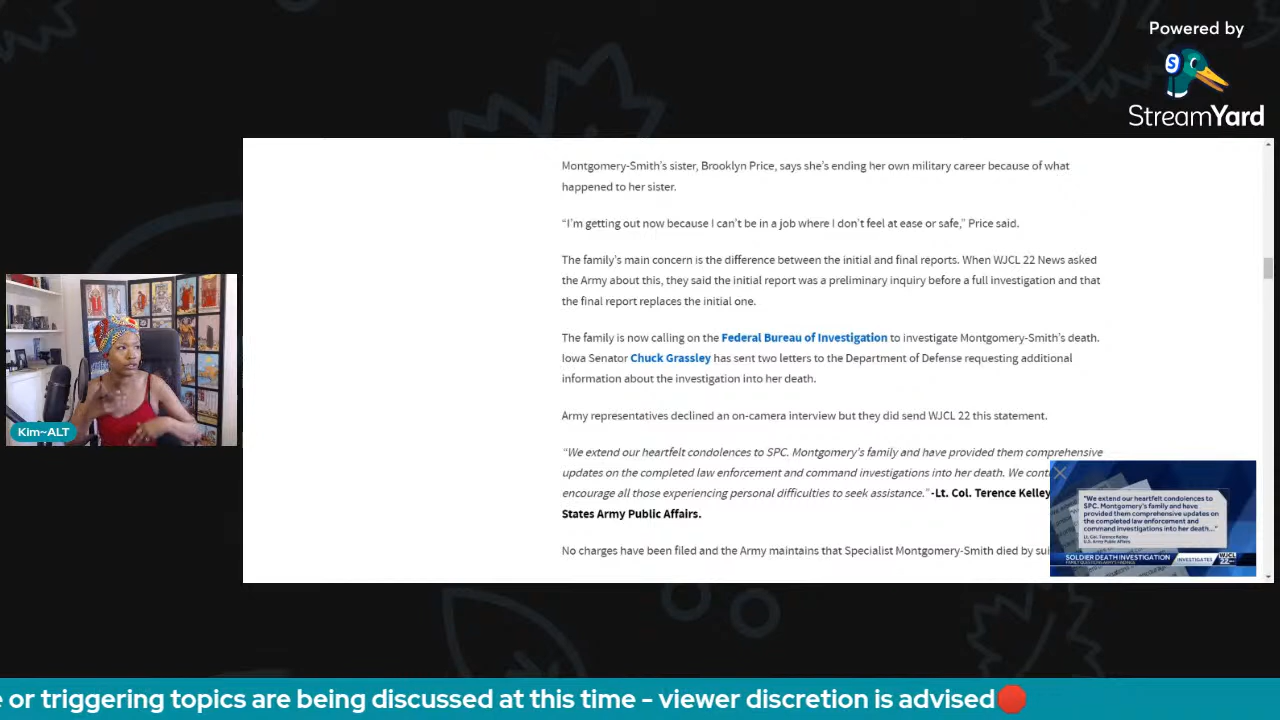 Powered by
S
StreamYard
Montgomery-Smith's sister, Brooklyn Price, says she's ending her own military career because of what
happened to her sister.
“I'm getting out now because I can't be in a job where I don't feel at ease or safe,” Price said.
The family's main concern is the difference between the initial and final reports. When WJCL 22 News asked
the Army about this, they said the initial report was a preliminary inquiry before a full investigation and that
the final report replaces the initial one.
The family is now calling on the Federal Bureau of Investigation to investigate Montgomery-Smith's death.
Iowa Senator Chuck Grassley has sent two letters to the Department of Defense requesting additional
information about the investigation into her death.
Army representatives declined an on-camera interview but they did send WJCL 22 this statement.
“We extend our heartfelt condolences to SPC. Montgomery's family and have provided them comprehensive
updates on the completed law enforcement and command investigations into her death. We cont
encourage all those experiencing personal difficulties to seek assistance.” -Lt. Col. Terence Kelley
States Army Public Affairs.
No charges have been filed and the Army maintains that Specialist Montgomery-Smith died by sui
"We extend our heartfelt condolences to
SPC. Montgomery's family and have
provided them comprehensive updates on
the completed law enforcement and
command investigations into her death..."
Lt. Col. Terence Kelley
U.S. Army Public Affairs
SOLDIER DEATH INVESTIGATION
FAMILY QUESTIONS ARMY'S FINDINGS
INVESTIGATES
WJCL
22
Kim~ALT
e or triggering topics are being discussed at this time - viewer discretion is advised